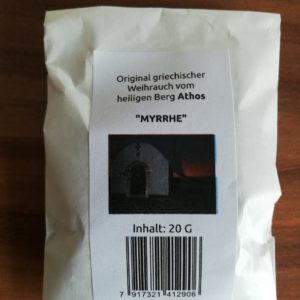 Original griechischer
Weihrauch vom
heiligen Berg Athos
"MYRRHE"
Inhalt: 20 G
7 917321 412906